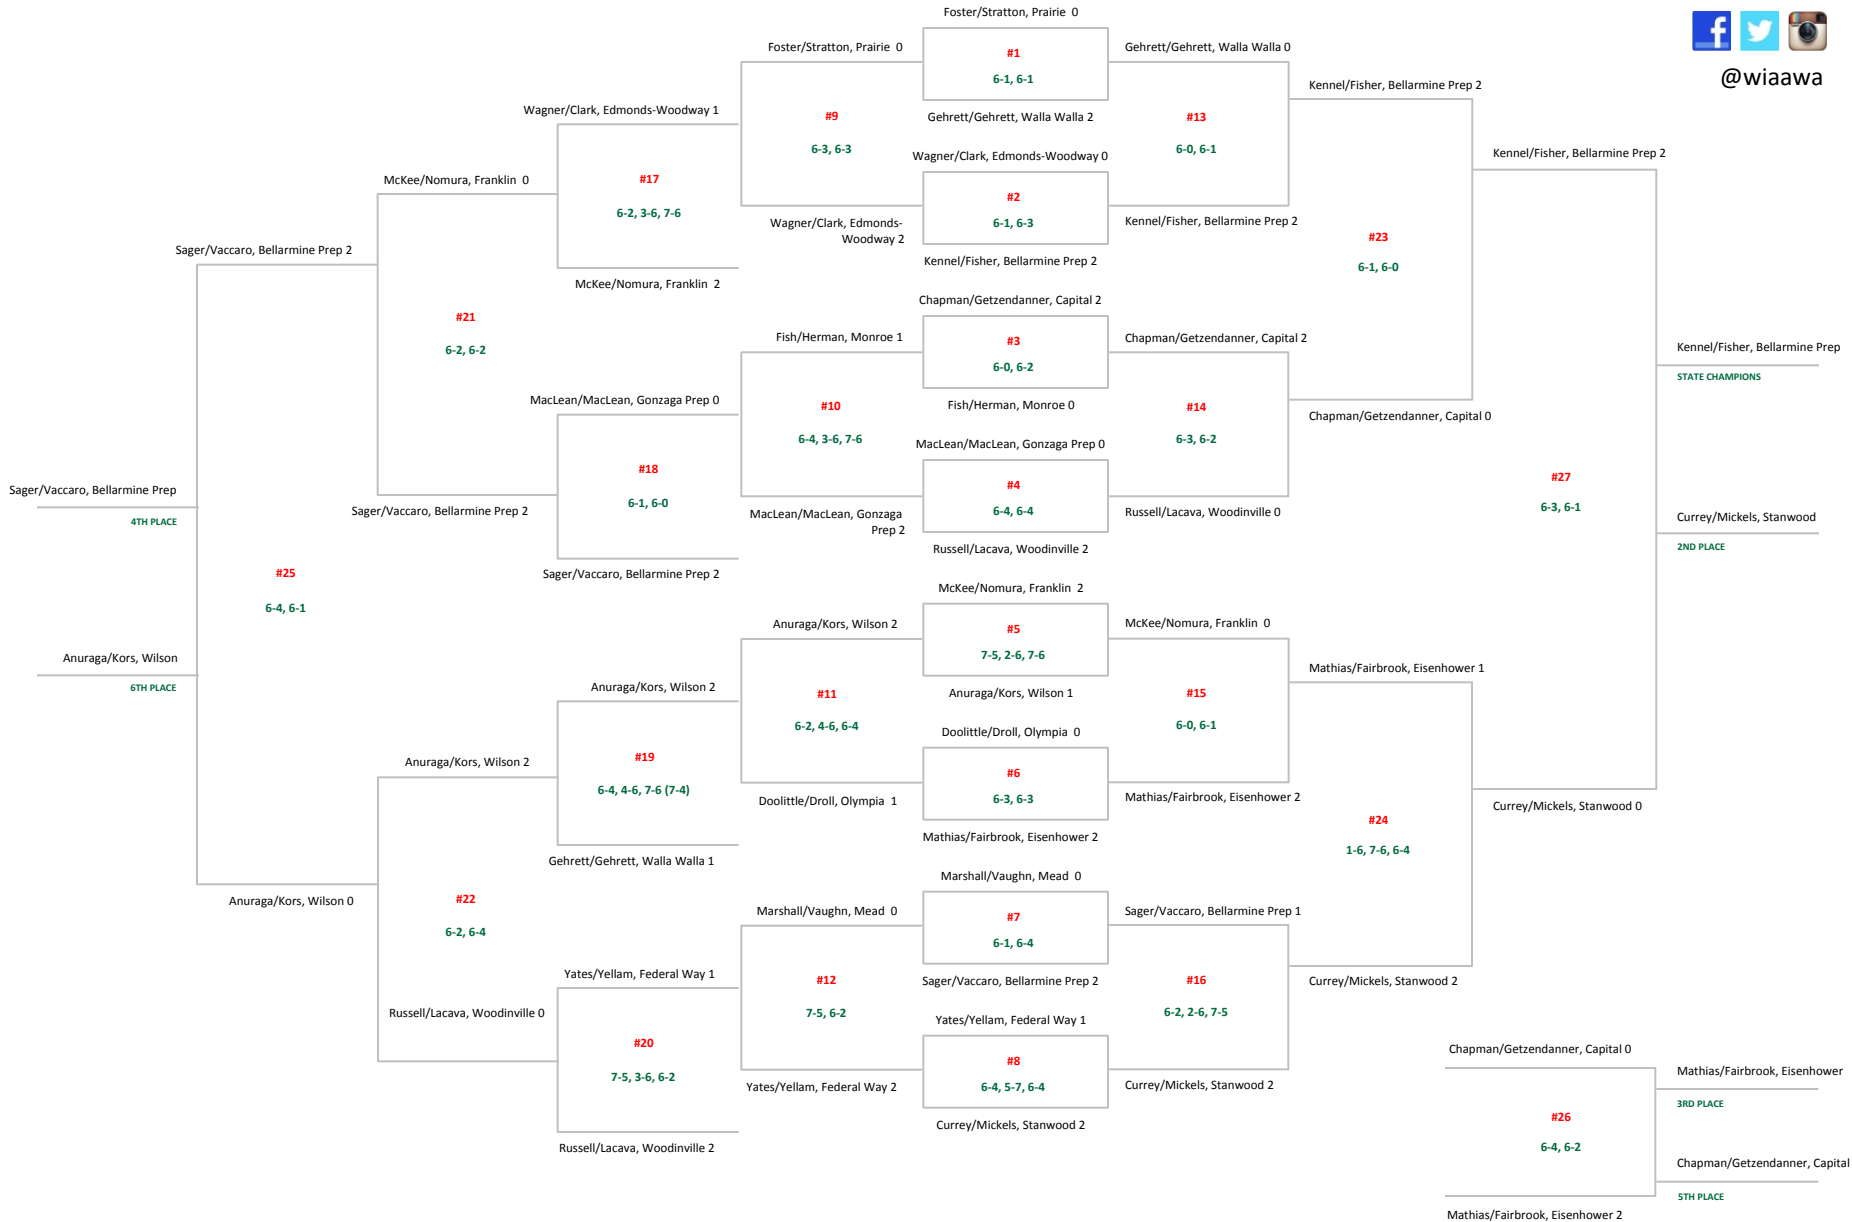 Foster/Stratton, Prairie 0
Foster/Stratton, Prairie 0
#1
6-1, 6-1
Gehrett/Gehrett, Walla Walla 0
@wiaawa
Kennel/Fisher, Bellarmine Prep 2
Wagner/Clark, Edmonds-Woodway 1
#9
6-3, 6-3
Gehrett/Gehrett, Walla Walla 2
#13
6-0, 6-1
Wagner/Clark, Edmonds-Woodway 0
Kennel/Fisher, Bellarmine Prep 2
McKee/Nomura, Franklin 0
#17
6-2, 3-6, 7-6
#2
6-1, 6-3
Wagner/Clark, Edmonds-
Woodway 2
Kennel/Fisher, Bellarmine Prep 2
#23
6-1, 6-0
Sager/Vaccaro, Bellarmine Prep 2
Kennel/Fisher, Bellarmine Prep 2
McKee/Nomura, Franklin 2
Chapman/Getzendanner, Capital 2
#21
6-2, 6-2
Fish/Herman, Monroe 1
#3
6-0, 6-2
Chapman/Getzendanner, Capital 2
Kennel/Fisher, Bellarmine Prep
STATE CHAMPIONS
MacLean/MacLean, Gonzaga Prep 0
#10
6-4, 3-6, 7-6
Fish/Herman, Monroe 0
#14
6-3, 6-2
Chapman/Getzendanner, Capital 0
MacLean/MacLean, Gonzaga Prep 0
#18
6-1, 6-0
#4
6-4, 6-4
#27
6-3, 6-1
Sager/Vaccaro, Bellarmine Prep
4TH PLACE
Sager/Vaccaro, Bellarmine Prep 2
MacLean/MacLean, Gonzaga
Prep 2
Russell/Lacava, Woodinville 0
Currey/Mickels, Stanwood
2ND PLACE
Russell/Lacava, Woodinville 2
#25
6-4, 6-1
Sager/Vaccaro, Bellarmine Prep 2
McKee/Nomura, Franklin 2
Anuraga/Kors, Wilson 2
#5
7-5, 2-6, 7-6
McKee/Nomura, Franklin 0
Anuraga/Kors, Wilson
6TH PLACE
Anuraga/Kors, Wilson 2
#11
6-2, 4-6, 6-4
Anuraga/Kors, Wilson 1
#15
6-0, 6-1
Mathias/Fairbrook, Eisenhower 1
Doolittle/Droll, Olympia 0
Anuraga/Kors, Wilson 2
#19
6-4, 4-6, 7-6 (7-4)
#6
6-3, 6-3
Doolittle/Droll, Olympia 1
Mathias/Fairbrook, Eisenhower 2
Currey/Mickels, Stanwood 0
Mathias/Fairbrook, Eisenhower 2
#24
1-6, 7-6, 6-4
Gehrett/Gehrett, Walla Walla 1
Marshall/Vaughn, Mead 0
Anuraga/Kors, Wilson 0
#22
6-2, 6-4
Marshall/Vaughn, Mead 0
#7
6-1, 6-4
Sager/Vaccaro, Bellarmine Prep 1
Yates/Yellam, Federal Way 1
#12
7-5, 6-2
Sager/Vaccaro, Bellarmine Prep 2
#16
6-2, 2-6, 7-5
Currey/Mickels, Stanwood 2
Russell/Lacava, Woodinville 0
Yates/Yellam, Federal Way 1
#20
7-5, 3-6, 6-2
#8
6-4, 5-7, 6-4
Chapman/Getzendanner, Capital 0
Yates/Yellam, Federal Way 2
Currey/Mickels, Stanwood 2
Mathias/Fairbrook, Eisenhower
3RD PLACE
Currey/Mickels, Stanwood 2
#26
6-4, 6-2
Russell/Lacava, Woodinville 2
Chapman/Getzendanner, Capital
5TH PLACE
Mathias/Fairbrook, Eisenhower 2